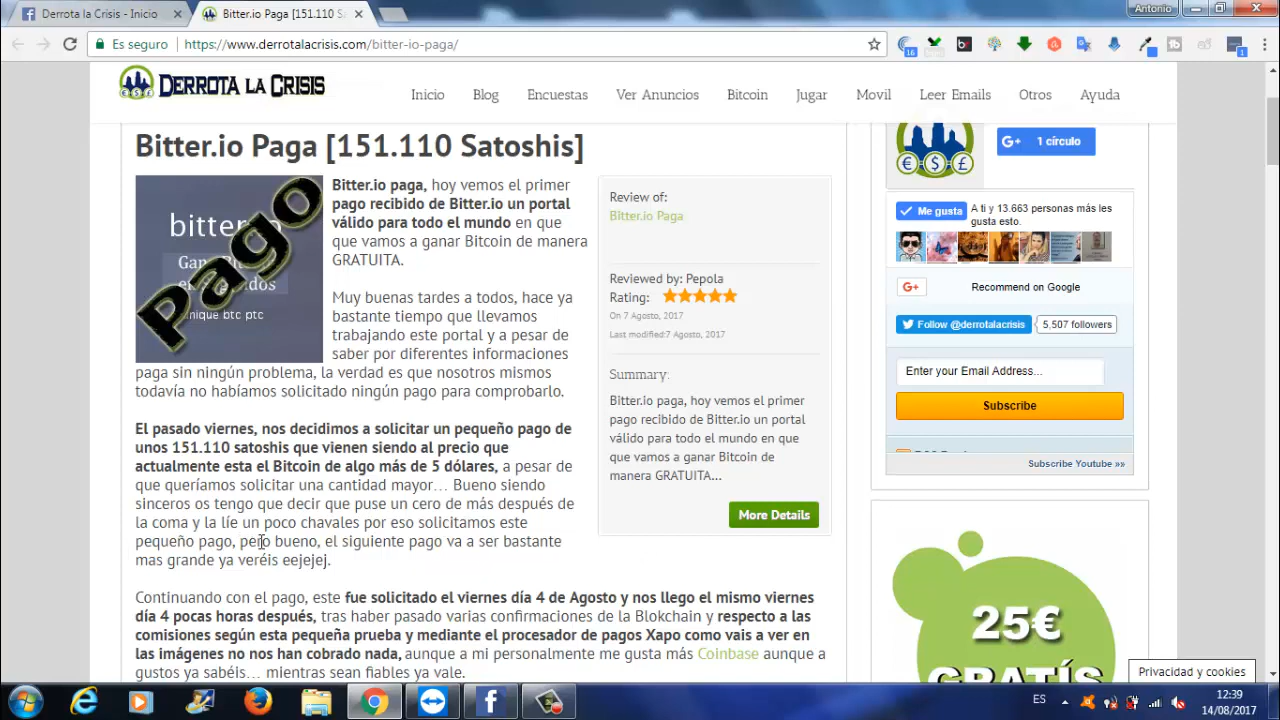 Derrota la Crisis - Inicio
Bitter.io Paga [151.110 S
Antonio
Es seguro
https://www.derrotalacrisis.com/bitter-io-paga/
16
1
DERROTA LA CRISIS
Inicio
Blog
Encuestas
Ver Anuncios
Bitcoin
Jugar
Movil
Leer Emails
Otros
Ayuda
Bitter.io Paga [151.110 Satoshis]
Pago
Bitter.io paga, hoy vemos el primer
pago recibido de Bitter.io un portal
válido para todo el mundo en que
que vamos a ganar Bitcoin de manera
GRATUITA.
Muy buenas tardes a todos, hace ya
bastante tiempo que llevamos
trabajando este portal y a pesar de
saber por diferentes informaciones
paga sin ningún problema, la verdad es que nosotros mismos
todavía no habíamos solicitado ningún pago para comprobarlo.
El pasado viernes, nos decidimos a solicitar un pequeño pago de
unos 151.110 satoshis que vienen siendo al precio que
actualmente esta el Bitcoin de algo más de 5 dólares, a pesar de
que queríamos solicitar una cantidad mayor… Bueno siendo
sinceros os tengo que decir que puse un cero de más después de
la coma y la líe un poco chavales por eso solicitamos este
pequeño pago, pero bueno, el siguiente pago va a ser bastante
mas grande ya veréis eejejej.
Continuando con el pago, este fue solicitado el viernes día 4 de Agosto y nos llego el mismo viernes
día 4 pocas horas después, tras haber pasado varias confirmaciones de la Blokchain y respecto a las
comisiones según esta pequeña prueba y mediante el procesador de pagos Xapo como vais a ver en
las imágenes no nos han cobrado nada, aunque a mi personalmente me gusta más Coinbase aunque a
gustos ya sabéis… mientras sean fiables ya vale.
Review of:
Bitter.io Paga
Reviewed by: Pepola
Rating:
On 7 Agosto, 2017
Last modified:7 Agosto, 2017
Summary:
Bitter.io paga, hoy vemos el primer
pago recibido de Bitter.io un portal
válido para todo el mundo en que
que vamos a ganar Bitcoin de
manera GRATUITA...
More Details
€ $ £
G+ 1 círculo
Me gusta
A ti y 13.663 personas más les
gusta esto.
G+
Recommend on Google
Follow @derrotalacrisis
5,507 followers
Enter your Email Address...
Subscribe
Subscribe Youtube »»
25€
GRATÍS
Privacidad y cookies
ES
12:39
14/08/2017